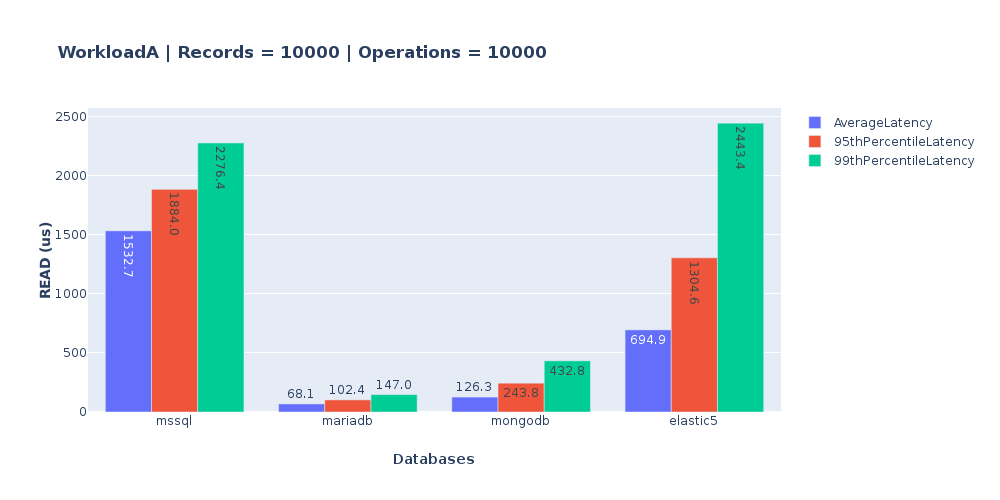 WorkloadA | Records = 10000 | Operations = 10000
READ (us)
2500
2000
1500
1000
500
0
1532.7
1884.0
2276.4
68.1
102.4
147.0
126.3
243.8
432.8
694.9
1304.6
2443.4
mssql
mariadb
mongodb
elastic5
Databases
AverageLatency
95thPercentileLatency
99thPercentileLatency